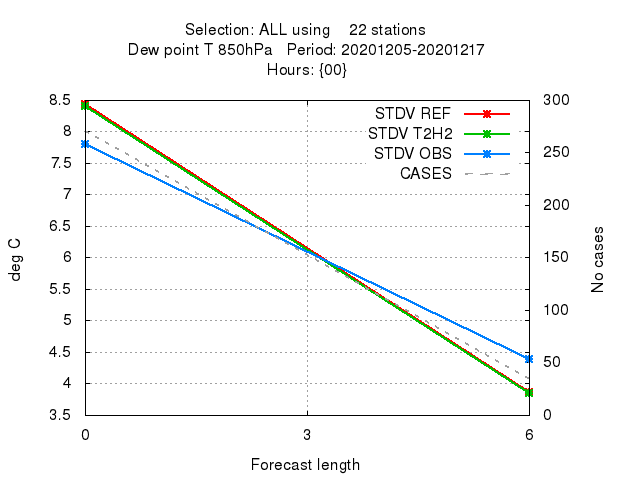 Selection: ALL using 22 stations
Dew point T 850hPa Period: 20201205-20201217
Hours: {00}
8.5
8
7.5
7
6.5
6
5.5
5
4.5
4
3.5
deg C
STDV REF
STDV T2H2
STDV OBS
CASES
300
250
200
150
100
50
0
No cases
0 3 6
Forecast length